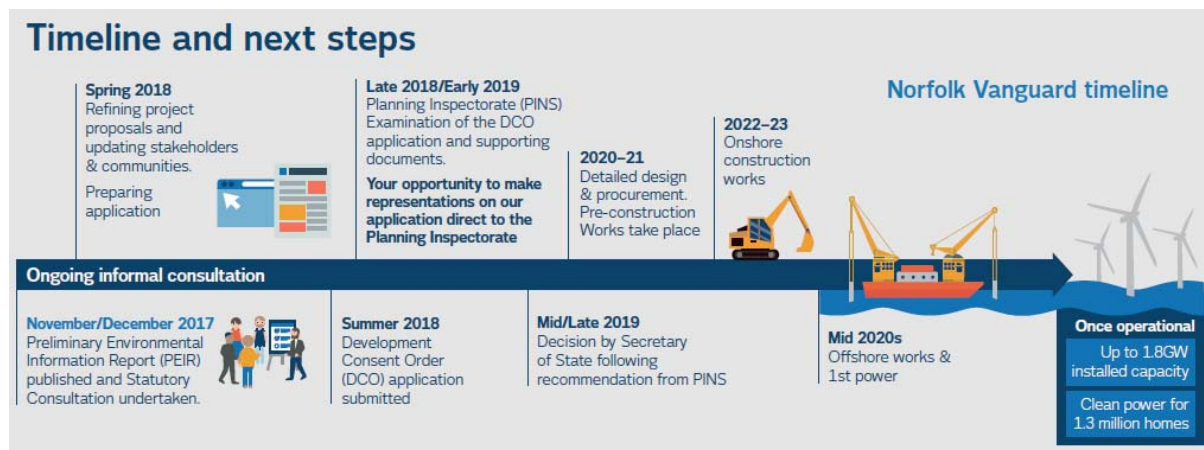 Timeline and next steps
Norfolk Vanguard timeline
Spring 2018
Refining project
proposals and
updating stakeholders
& communities.
Preparing
application
Late 2018/Early 2019
Planning Inspectorate (PINS)
Examination of the DCO
application and supporting
documents.
Your opportunity to make
representations on our
application direct to the
Planning Inspectorate
2020–21
Detailed design
& procurement.
Pre-construction
Works take place
2022–23
Onshore
construction
works
Ongoing informal consultation
November/December 2017
Preliminary Environmental
Information Report (PEIR)
published and Statutory
Consultation undertaken.
Summer 2018
Development
Consent Order
(DCO) application
submitted
Mid/Late 2019
Decision by Secretary
of State following
recommendation from PINS
Mid 2020s
Offshore works &
1st power
Once operational
Up to 1.8GW
installed capacity
Clean power for
1.3 million homes